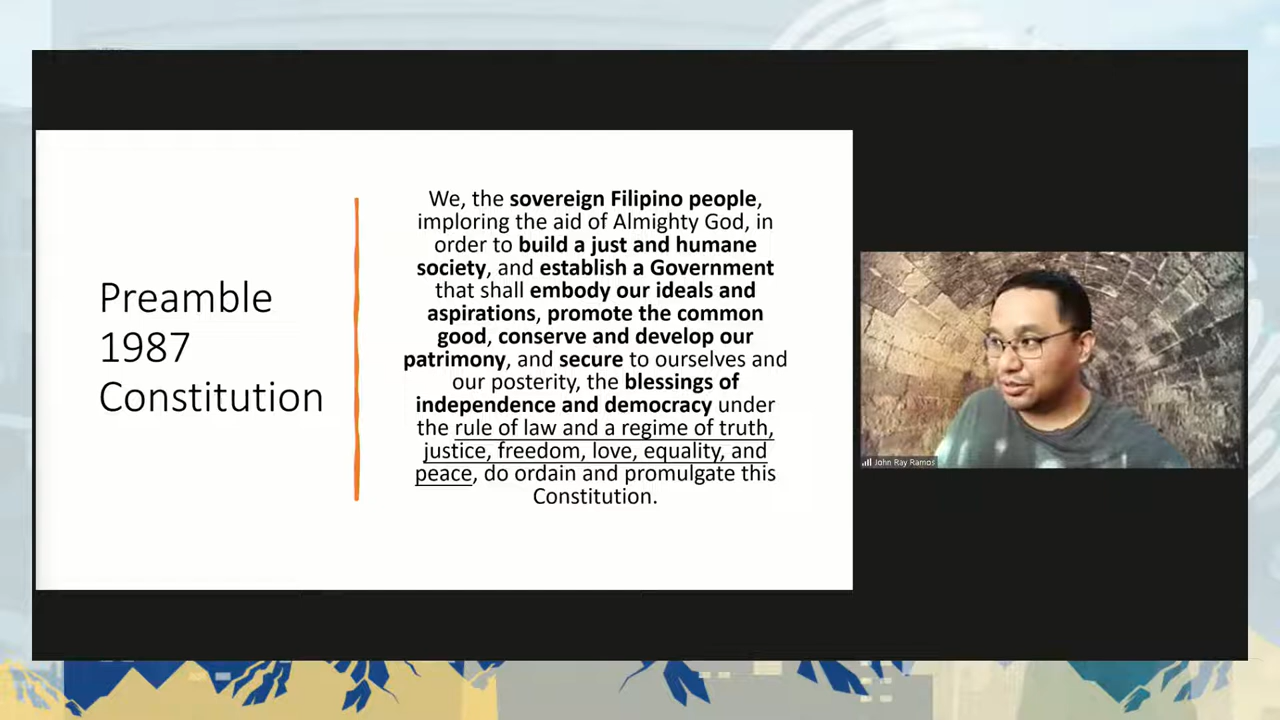 Preamble
1987
Constitution
We, the sovereign Filipino people,
imploring the aid of Almighty God, in
order to build a just and humane
society, and establish a Government
that shall embody our ideals and
aspirations, promote the common
good, conserve and develop our
patrimony, and secure to ourselves and
our posterity, the blessings of
independence and democracy under
the rule of law and a regime of truth,
justice, freedom, love, equality, and
peace, do ordain and promulgate this
Constitution.
John Ray Ramos